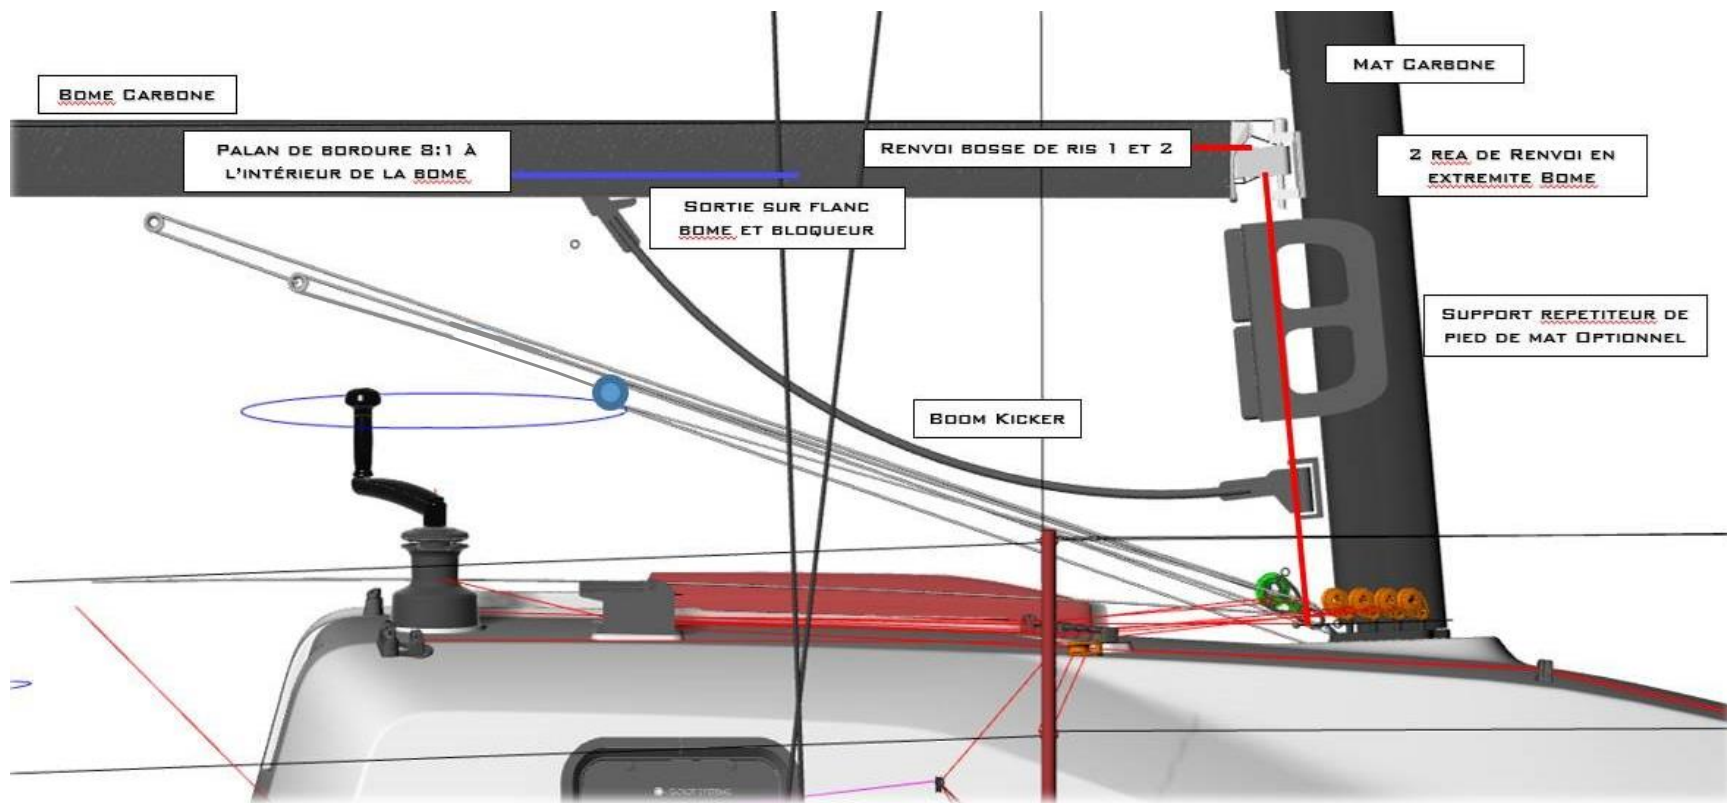 MAT CARBONE
BOME CARBONE
PALAN DE BORDURE 8:1 À
L'INTÉRIEUR DE LA BOME
RENVOI BOSSE DE RIS 1 ET 2
2 REA DE RENVOI EN
EXTREMITE BOME
SORTIE SUR FLANC
BOME ET BLOQUEUR
SUPPORT REPETITEUR DE
PIED DE MAT OPTIONNEL
BOOM KICKER